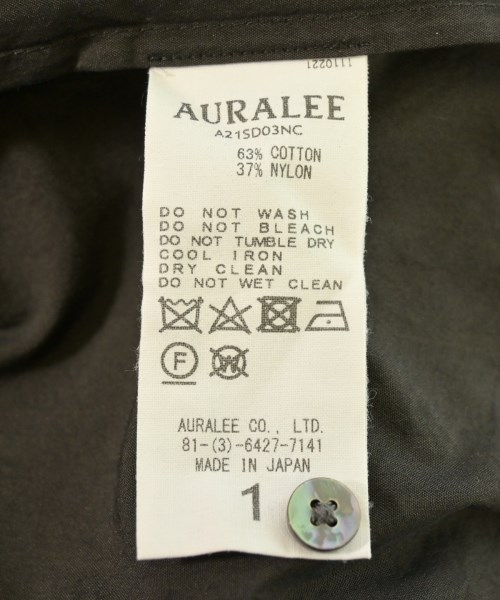 1110221
AURALEE
A21SD03NC
63% COTTON
37% NYLON
DO NOT WASH
DO NOT BLEACH
DO NOT TUMBLE DRY
COOL IRON
DRY CLEAN
DO NOT WET CLEAN
F
W
AURALEE CO., LTD.
81-(3)-6427-7141
MADE IN JAPAN
1